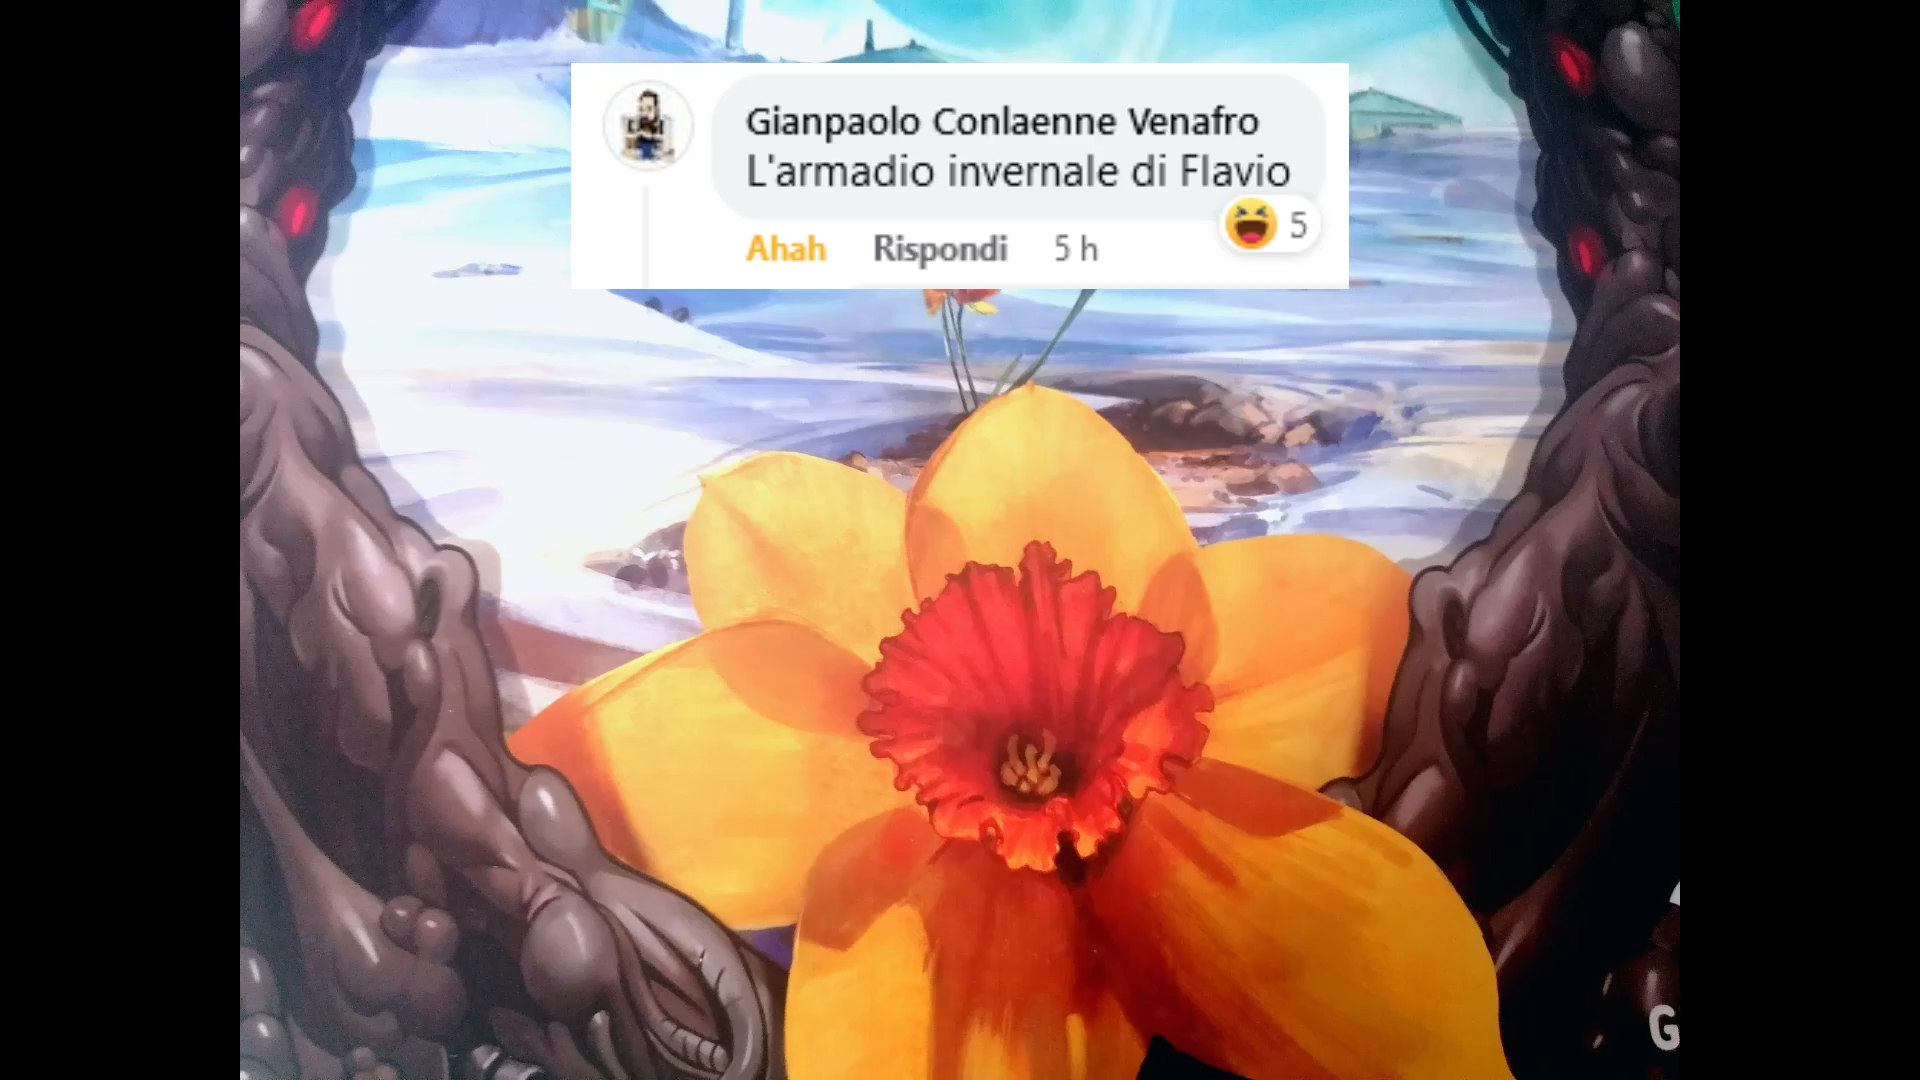 Gianpaolo Conlaenne Venafro
L'armadio invernale di Flavio
Ahah Rispondi 5 h 5
G